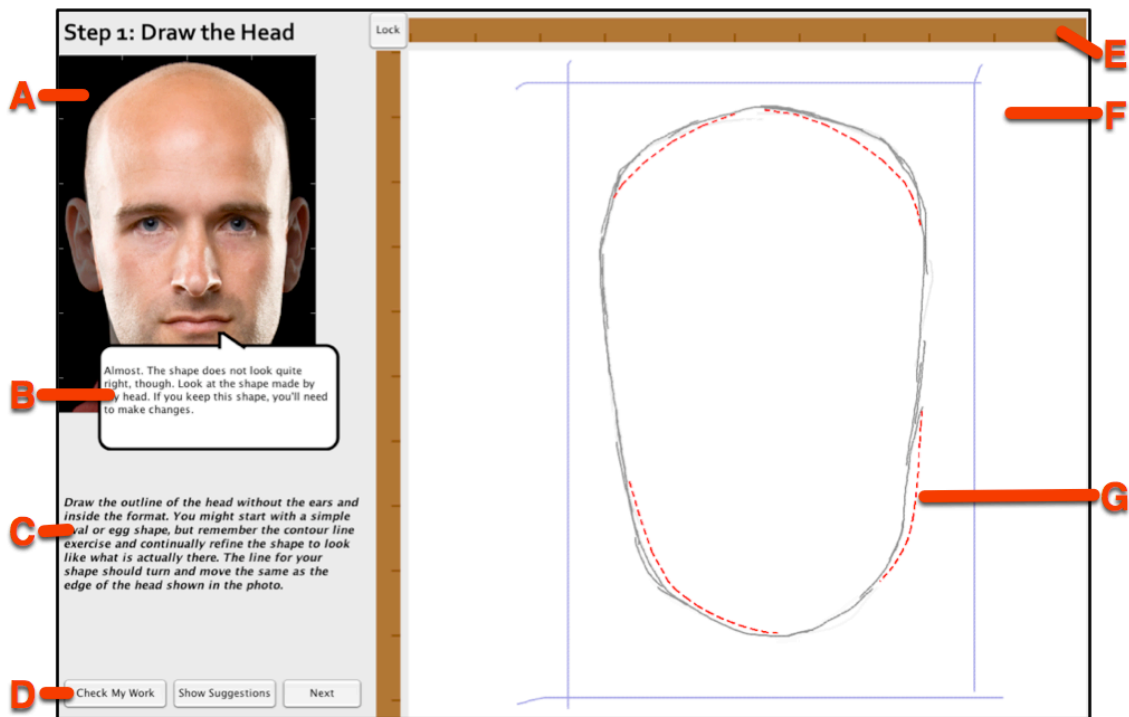 Step 1: Draw the Head
Lock
E
A
F
Almost. The shape does not look quite
right, though. Look at the shape made by
head. If you keep this shape, you'll need
to make changes.
B
G
Draw the outline of the head without the ears and
inside the format. You might start with a simple
or egg shape, but remember the contour line
exercise and continually refine the shape to look
like what is actually there. The line for your
shape should turn and move the same as the
edge of the head shown in the photo.
C
D
Check My Work
Show Suggestions
Next